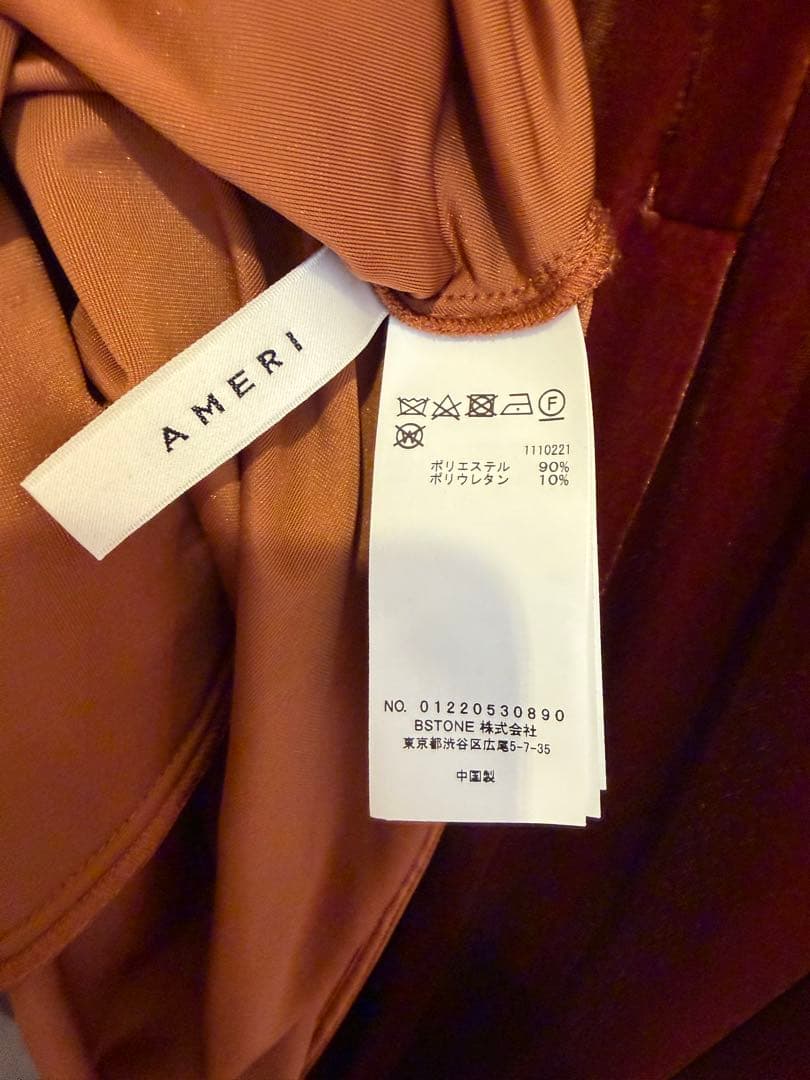 AMERI
F
W
1110221
ポリエステル 90%
ポリウレタン 10%
NO. 01220530890
BSTONE 株式会社
東京都渋谷区広尾5-7-35
中国製